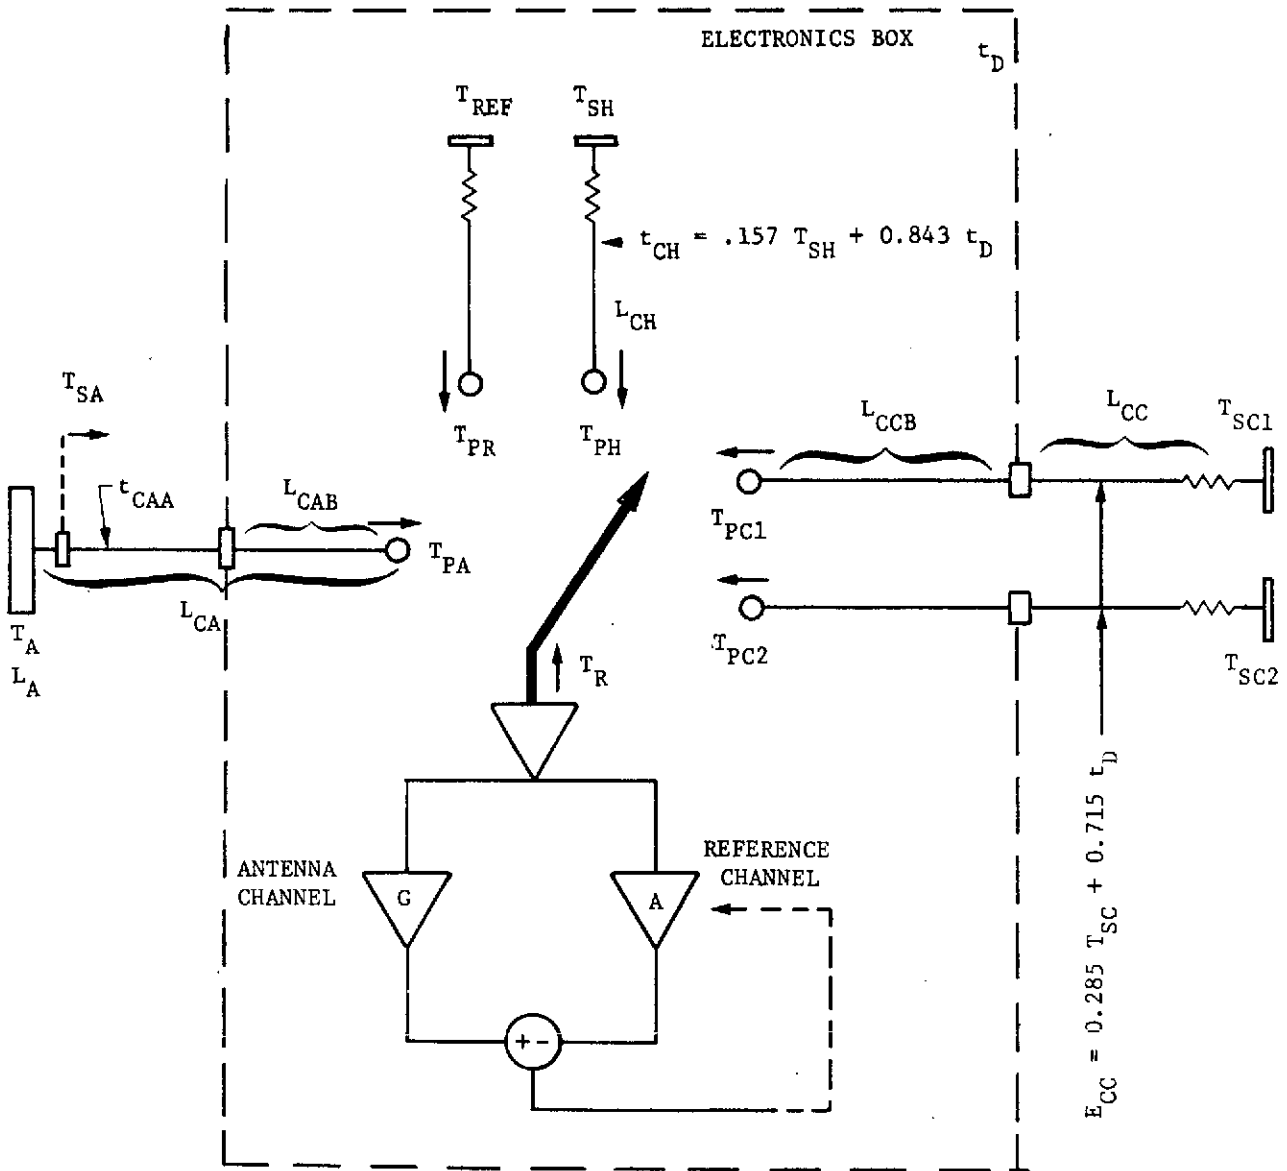 ELECTRONICS BOX
t_D
T_REF
T_SH
t_CH = .157 T_SH + 0.843 t_D
L_CH
T_SA
T_PR
T_PH
L_CCB
L_CC
T_SC1
t_CAA
L_CAB
T_PC1
T_PA
L_CA
T_A
L_A
T_PC2
T_R
T_SC2
E_CC = 0.285 T_SC + 0.715 t_D
ANTENNA
CHANNEL
G
REFERENCE
CHANNEL
A
+ -